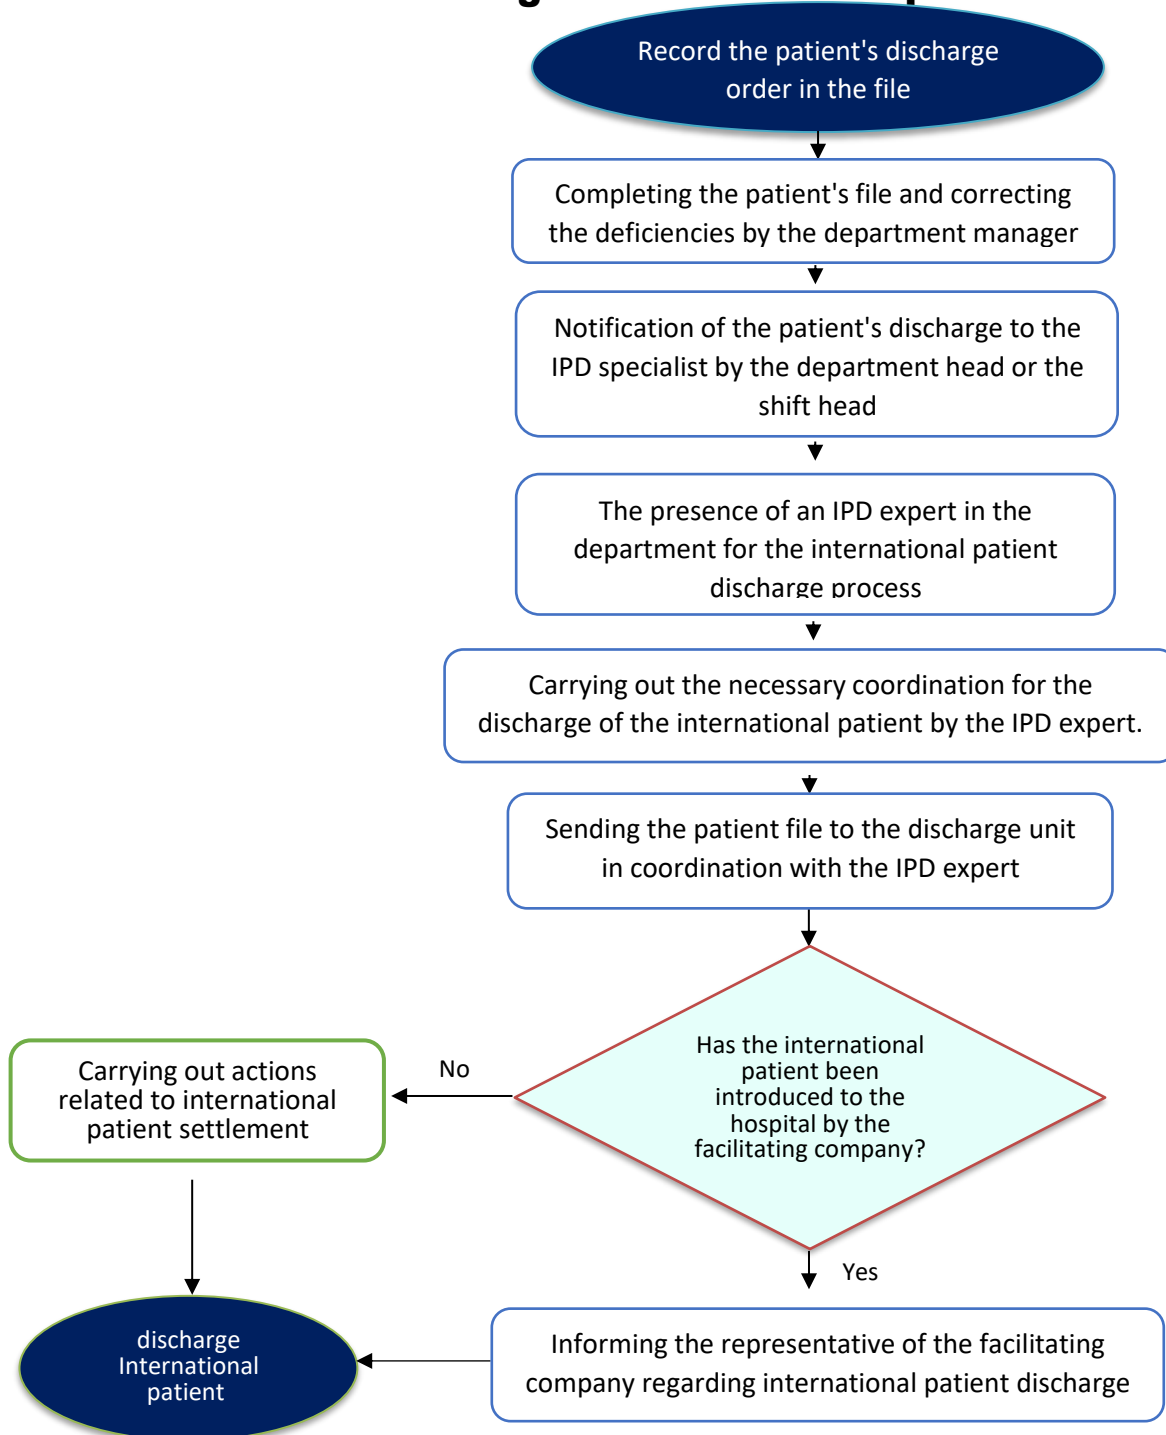 Record the patient's discharge
order in the file
Completing the patient's file and correcting
the deficiencies by the department manager
Notification of the patient's discharge to the
IPD specialist by the department head or the
shift head
The presence of an IPD expert in the
department for the international patient
discharge process
Carrying out the necessary coordination for the
discharge of the international patient by the IPD expert.
Sending the patient file to the discharge unit
in coordination with the IPD expert
Has the international
patient been
introduced to the
hospital by the
facilitating company?
No
Carrying out actions
related to international
patient settlement
Yes
Informing the representative of the facilitating
company regarding international patient discharge
discharge
International
patient